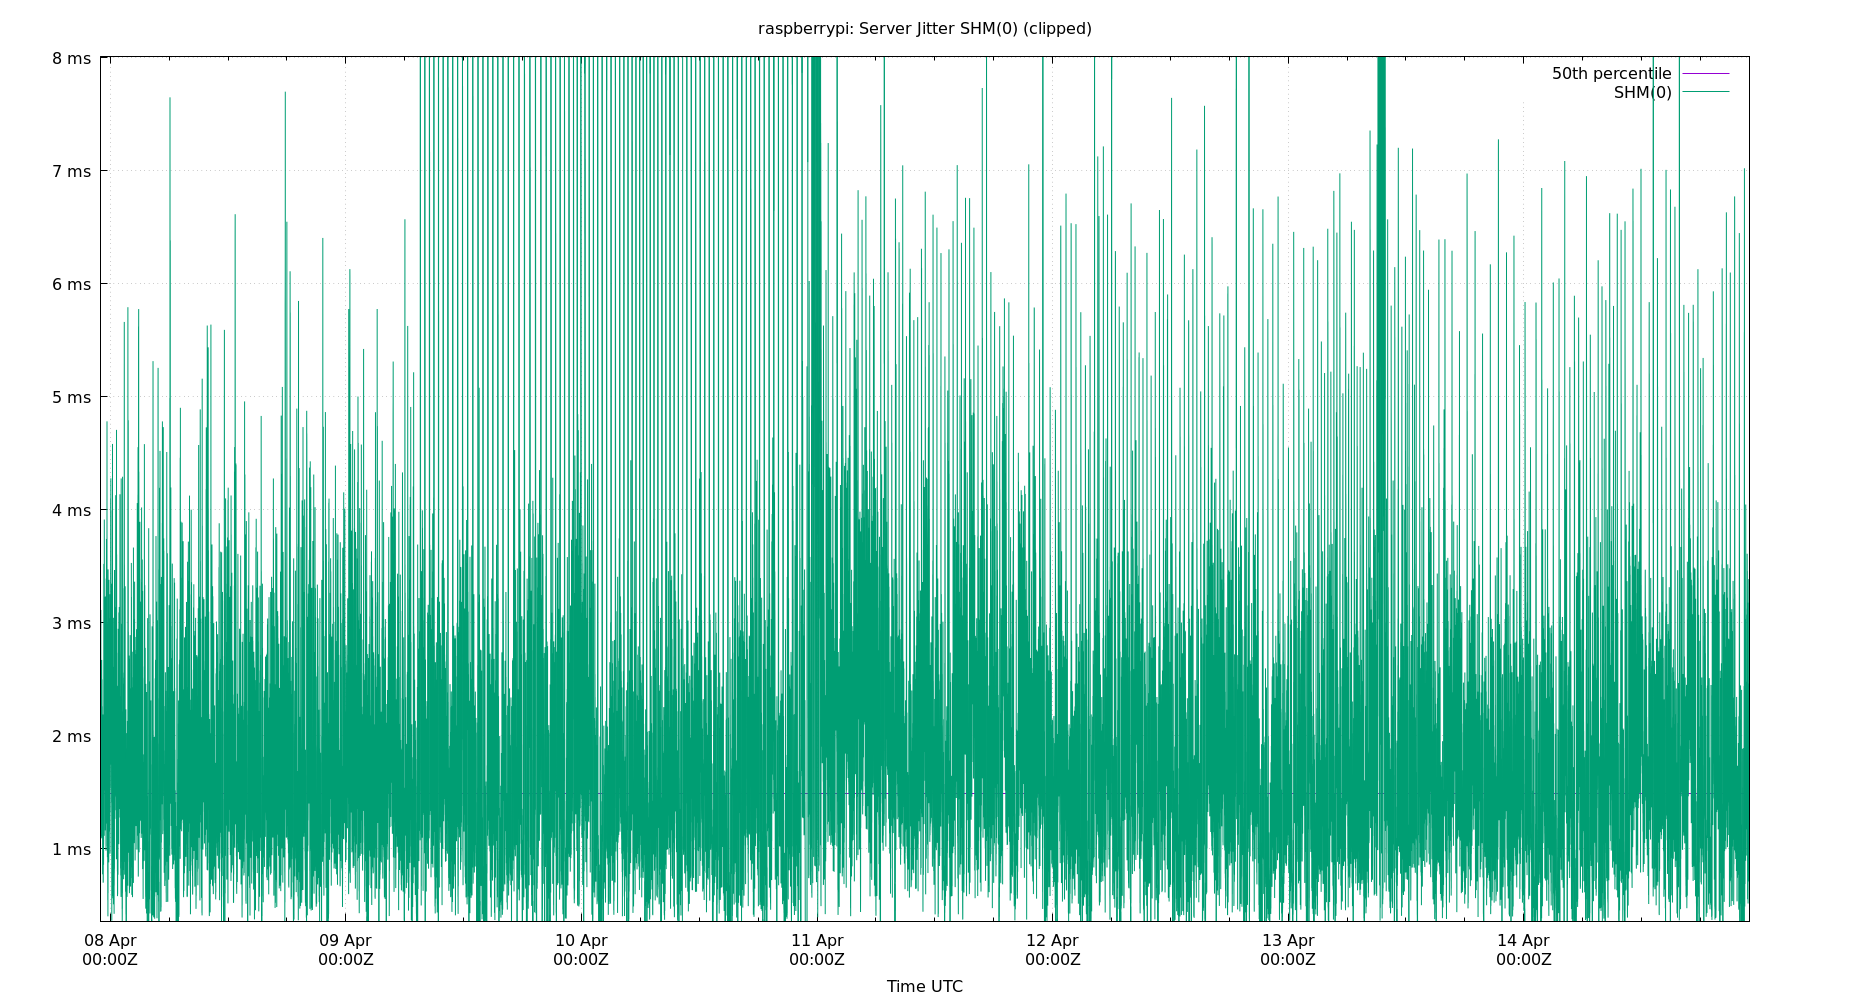 raspberrypi: Server Jitter SHM(0) (clipped)
8 ms
7 ms
6 ms
5 ms
4 ms
3 ms
2 ms
1 ms
50th percentile
SHM(0)
08 Apr
00:00Z
09 Apr
00:00Z
10 Apr
00:00Z
11 Apr
00:00Z
12 Apr
00:00Z
13 Apr
00:00Z
14 Apr
00:00Z
Time UTC